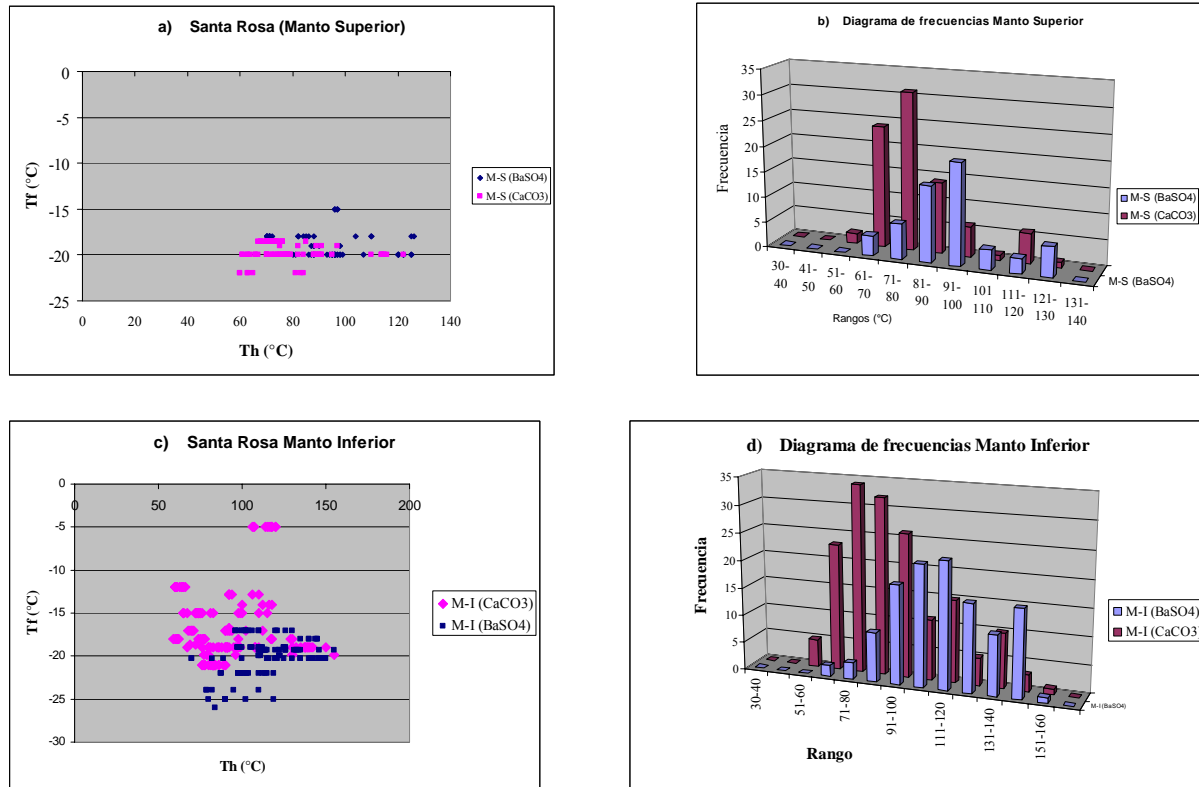 a) Santa Rosa (Manto Superior)
Tf (°C)
0
-5
-10
-15
-20
-25
0 20 40 60 80 100 120 140
Th (°C)
M-S (BaSO4)
M-S (CaCO3)
b) Diagrama de frecuencias Manto Superior
Frecuencia
35
30
25
20
15
10
5
0
30- 41- 51- 61- 71- 81- 91- 101 111- 121- 131-
40 50 60 70 80 90 100 110 120 130 140
Rangos (°C)
M-S (BaSO4)
M-S (BaSO4)
M-S (CaCO3)
c) Santa Rosa Manto Inferior
Tf (°C)
0
-5
-10
-15
-20
-25
-30
0 50 100 150 200
Th (°C)
M-I (CaCO3)
M-I (BaSO4)
d) Diagrama de frecuencias Manto Inferior
Frecuencia
35
30
25
20
15
10
5
0
30-40 51-60 71-80 91-100 111-120 131-140 151-160
Rango
M-I (BaSO4)
M-I (BaSO4)
M-I (CaCO3)